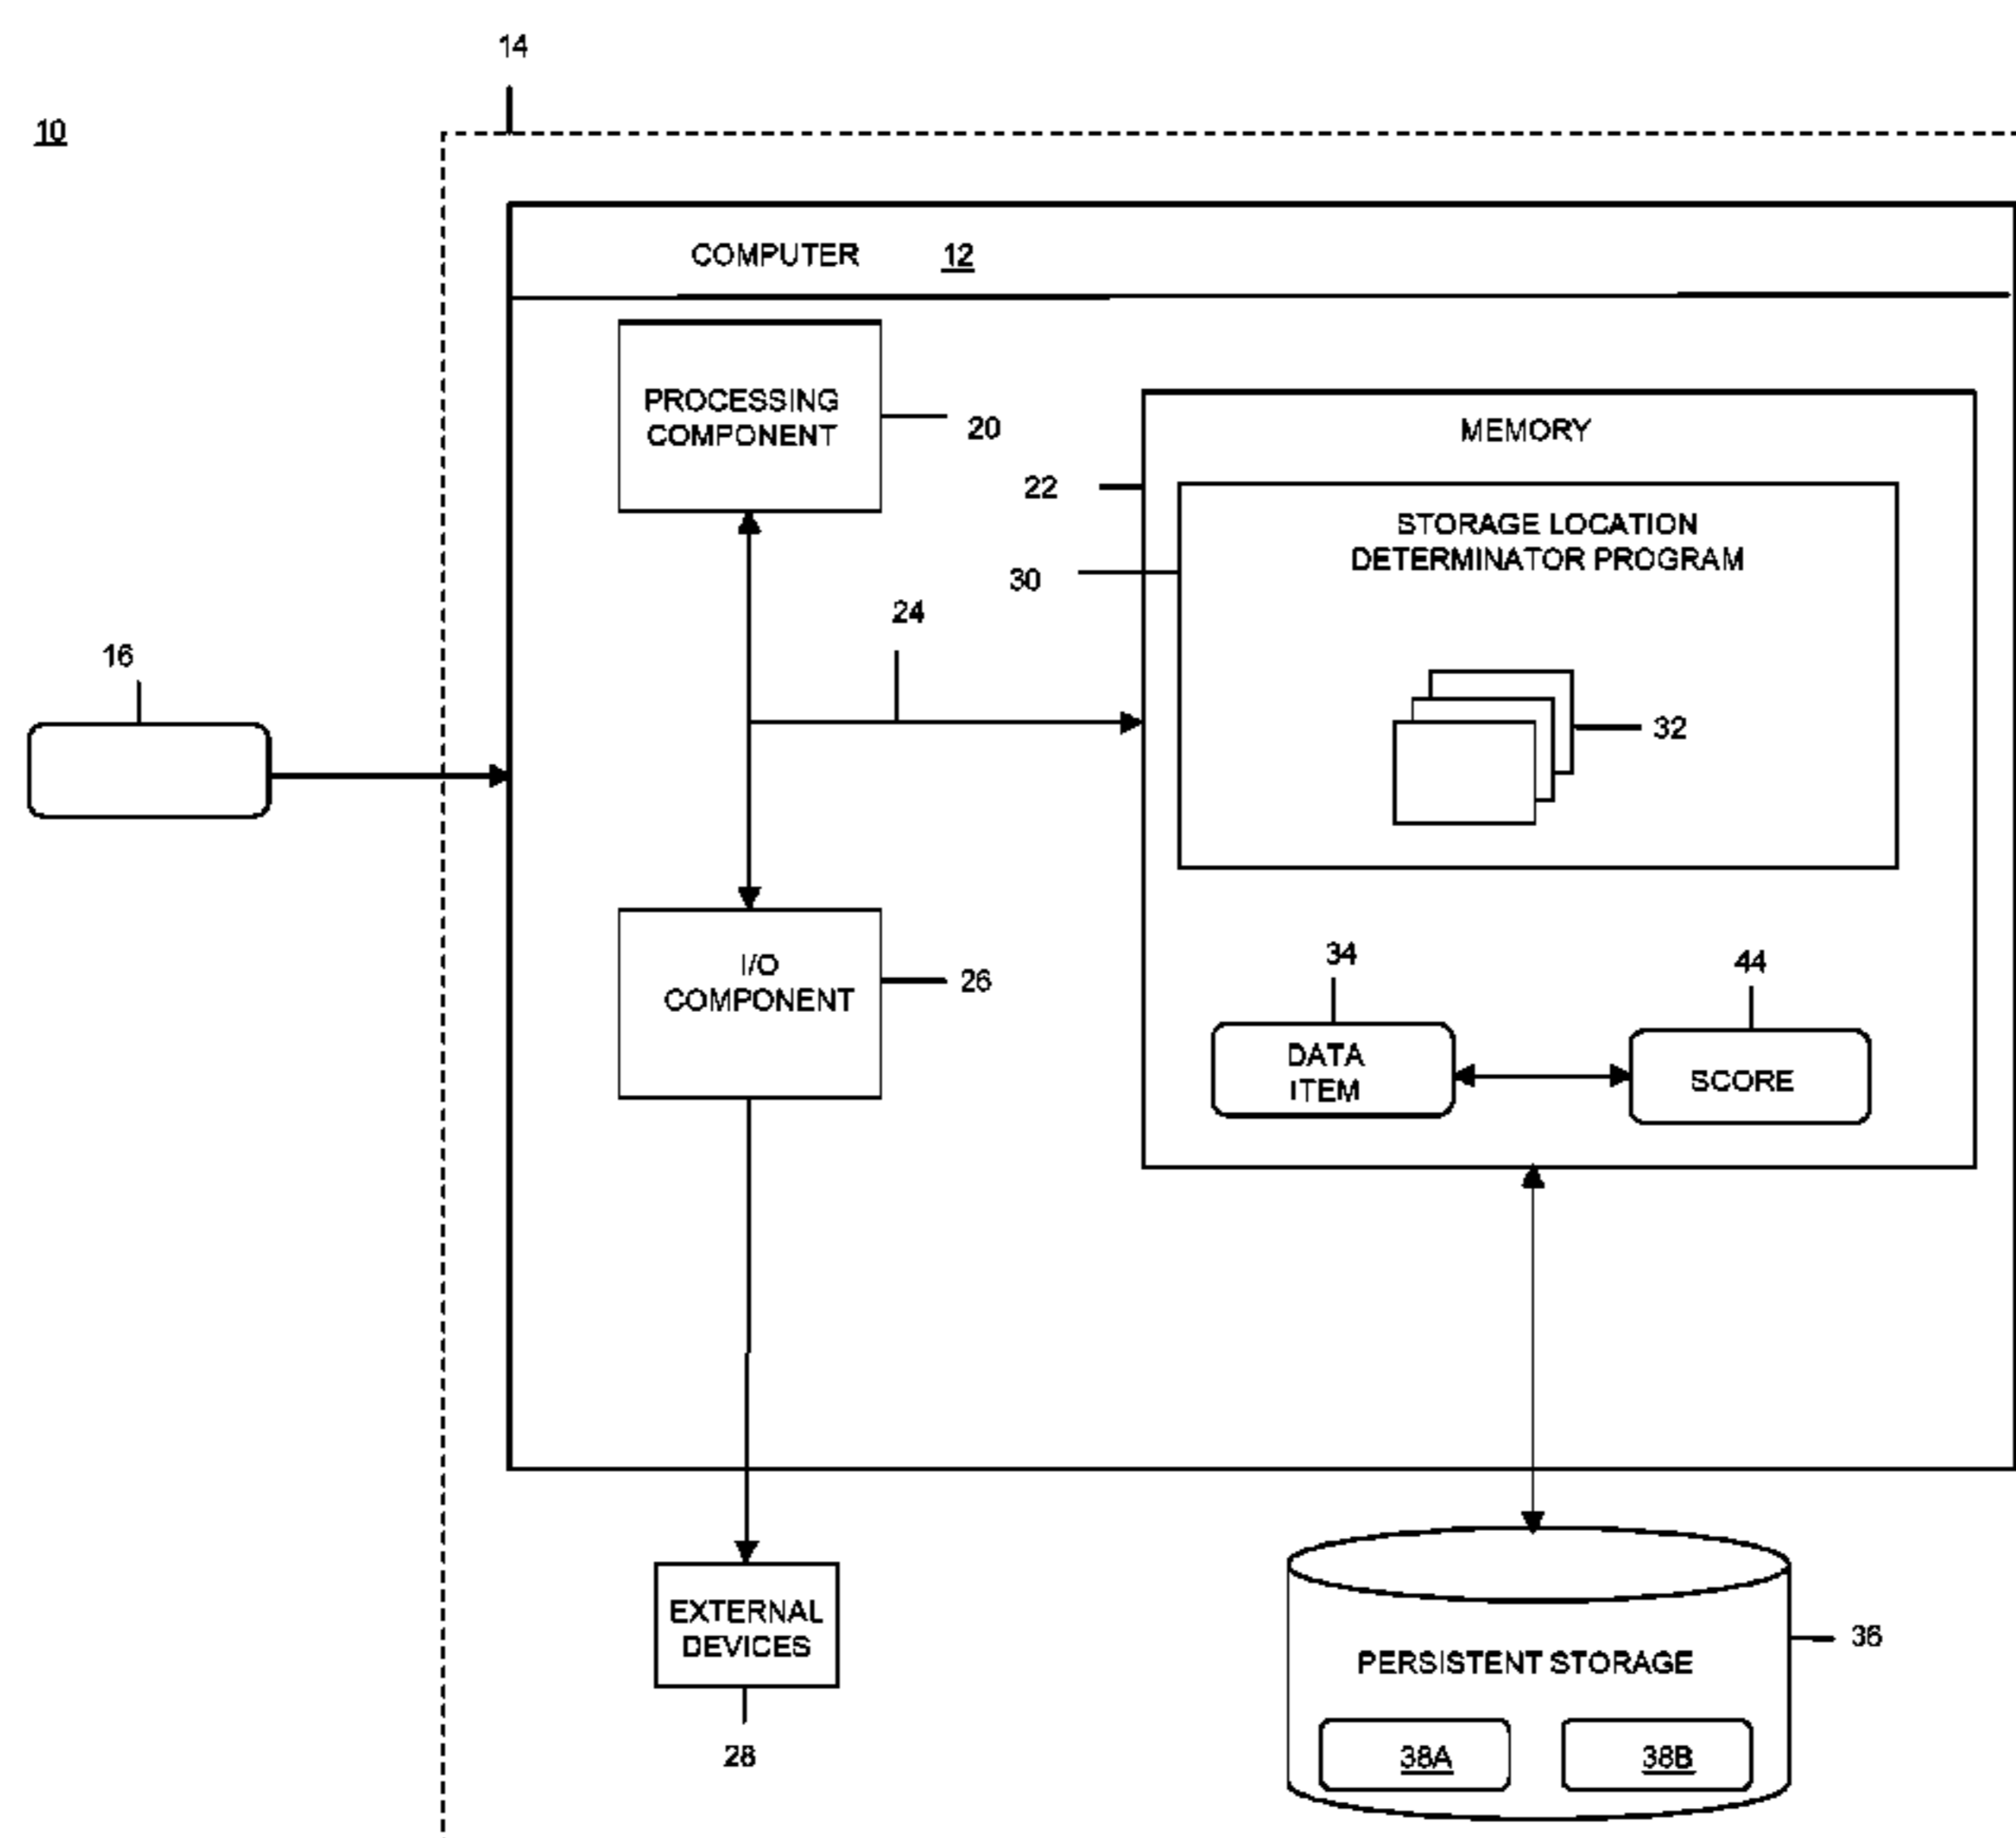 14
10
COMPUTER 12
PROCESSING
COMPONENT
20
MEMORY
22
STORAGE LOCATION
DETERMINATOR PROGRAM
30
24
16
32
I/O
COMPONENT
26
34
44
DATA
ITEM
SCORE
EXTERNAL
DEVICES
36
PERSISTENT STORAGE
28
38A
38B